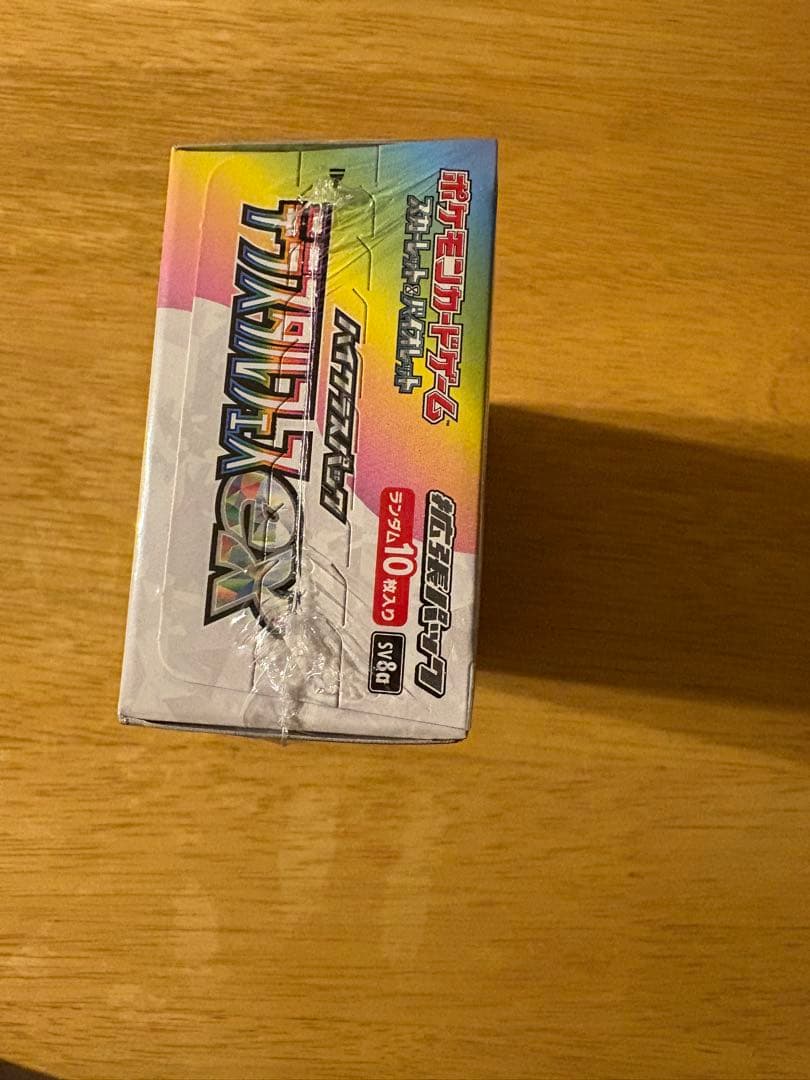 ポケモンカードゲーム™
スカーレット&バイオレット
拡張パック
ハイクラスパック
ランダム10枚入り
テラスタルフェスex
SV8a